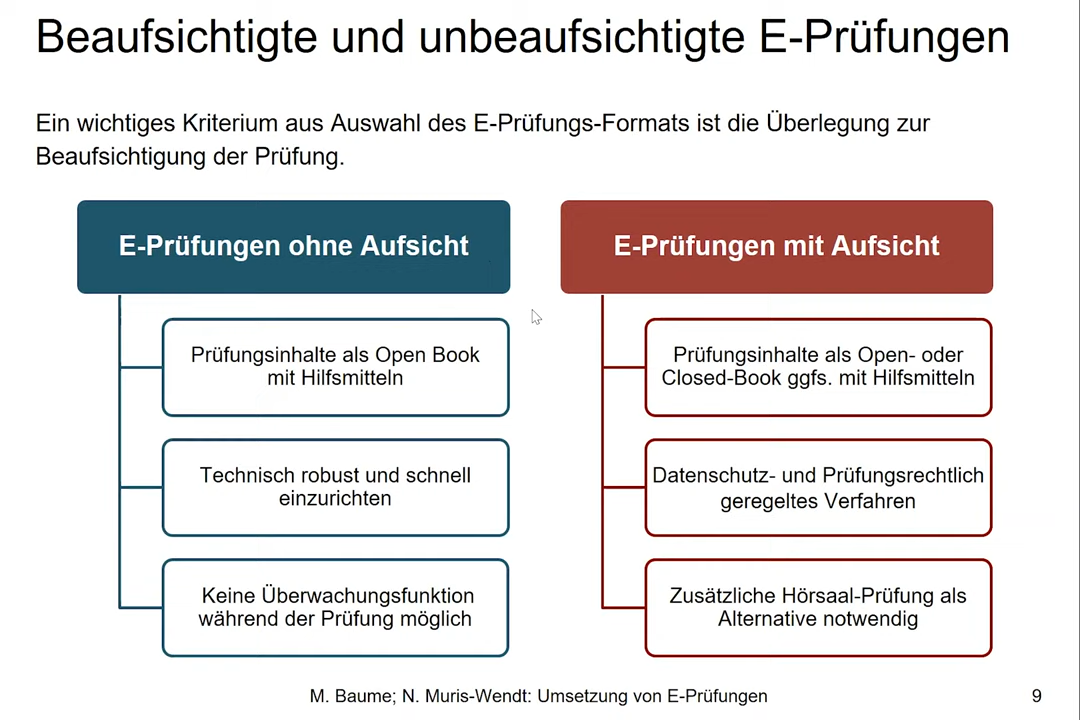 Beaufsichtigte und unbeaufsichtigte E-Prüfungen
Ein wichtiges Kriterium aus Auswahl des E-Prüfungs-Formats ist die Überlegung zur
Beaufsichtigung der Prüfung.
E-Prüfungen ohne Aufsicht
Prüfungsinhalte als Open Book
mit Hilfsmitteln
Technisch robust und schnell
einzurichten
Keine Überwachungsfunktion
während der Prüfung möglich
E-Prüfungen mit Aufsicht
Prüfungsinhalte als Open- oder
Closed-Book ggfs. mit Hilfsmitteln
Datenschutz- und Prüfungsrechtlich
geregeltes Verfahren
Zusätzliche Hörsaal-Prüfung als
Alternative notwendig
M. Baume; N. Muris-Wendt: Umsetzung von E-Prüfungen
9